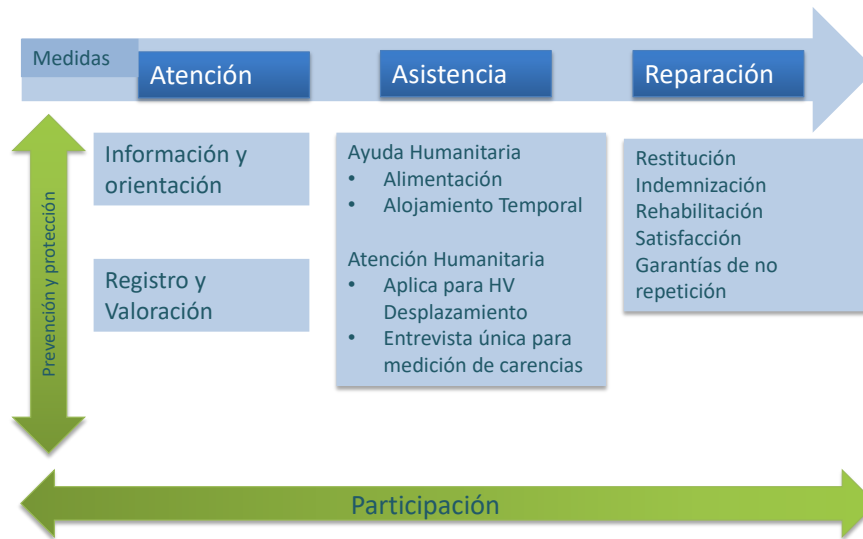 Medidas
Atención
Asistencia
Reparación
Prevención y protección
Información y
orientación
Registro y
Valoración
Ayuda Humanitaria
• Alimentación
• Alojamiento Temporal
Atención Humanitaria
• Aplica para HV
Desplazamiento
• Entrevista única para
medición de carencias
Restitución
Indemnización
Rehabilitación
Satisfacción
Garantías de no
repetición
Participación